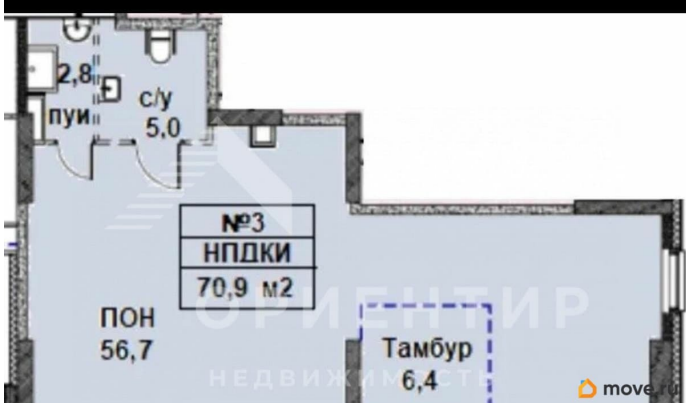 2,8
пуи
с/у
5,0
№3
НПДКИ
70,9 м2
ПОН
56,7
Тамбур
6,4
ОРИЕНТИР
НЕДВИЖИМОСТЬ
move.ru